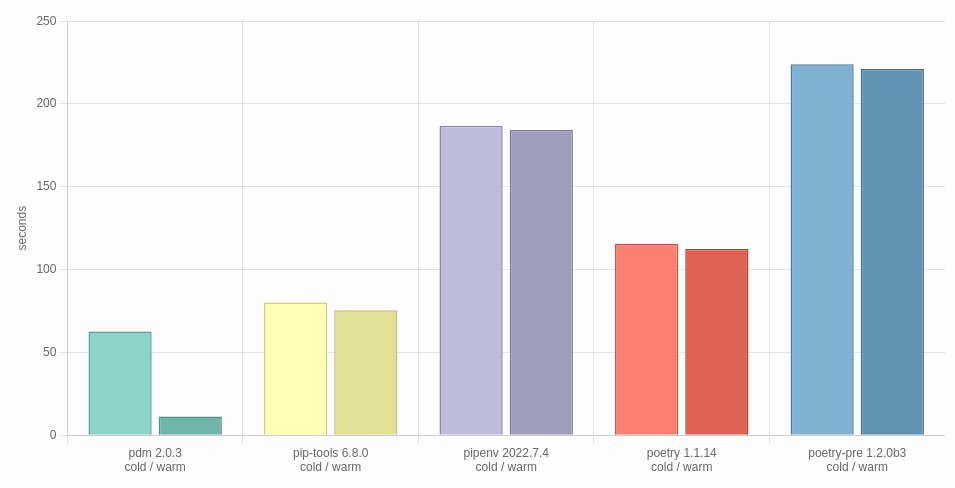 250
200
150
100
50
0
seconds
pdm 2.0.3
cold / warm
pip-tools 6.8.0
cold / warm
pipenv 2022.7.4
cold / warm
poetry 1.1.14
cold / warm
poetry-pre 1.2.0b3
cold / warm